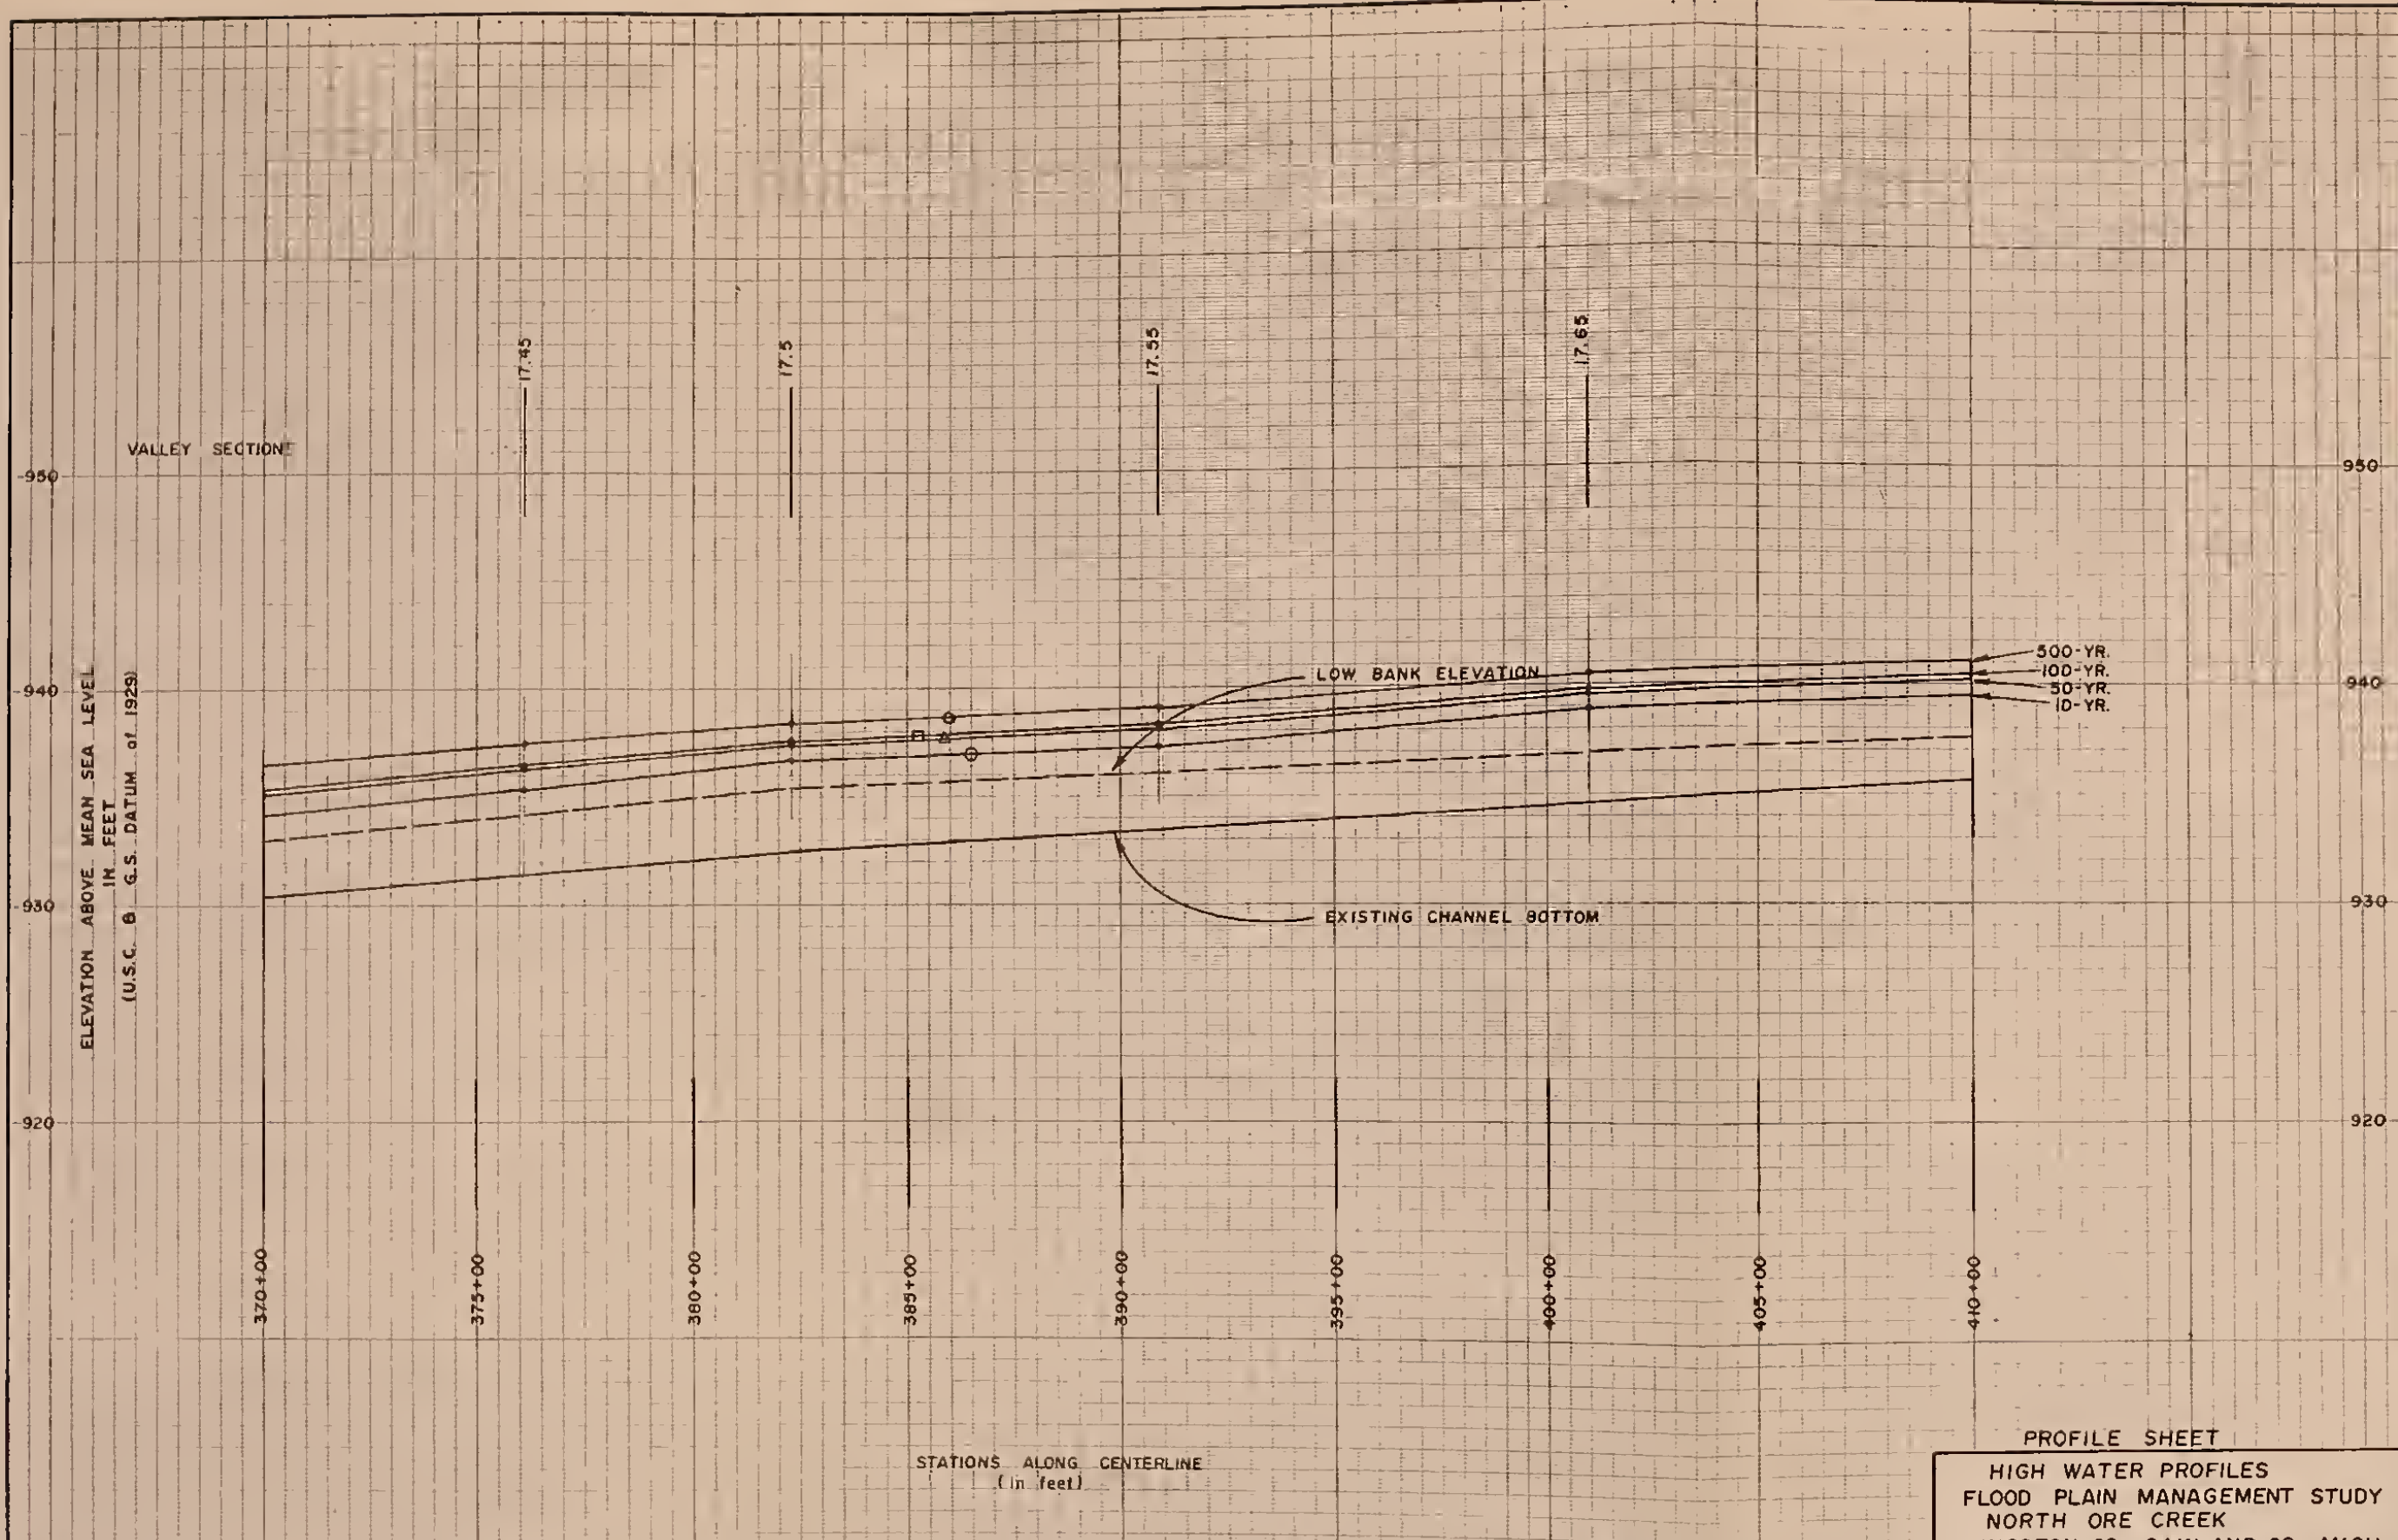 17.45
17.5
17.55
17.65
VALLEY SECTION
950
950
LOW BANK ELEVATION
500-YR.
100-YR.
50-YR.
10-YR.
940
940
ELEVATION ABOVE MEAN SEA LEVEL
IN FEET
(U.S.C. & G.S. DATUM of 1929)
930
930
EXISTING CHANNEL BOTTOM
920
920
370+00
375+00
380+00
385+00
390+00
395+00
400+00
405+00
410+00
STATIONS ALONG CENTERLINE
(In feet)
PROFILE SHEET
HIGH WATER PROFILES
FLOOD PLAIN MANAGEMENT STUDY
NORTH ORE CREEK